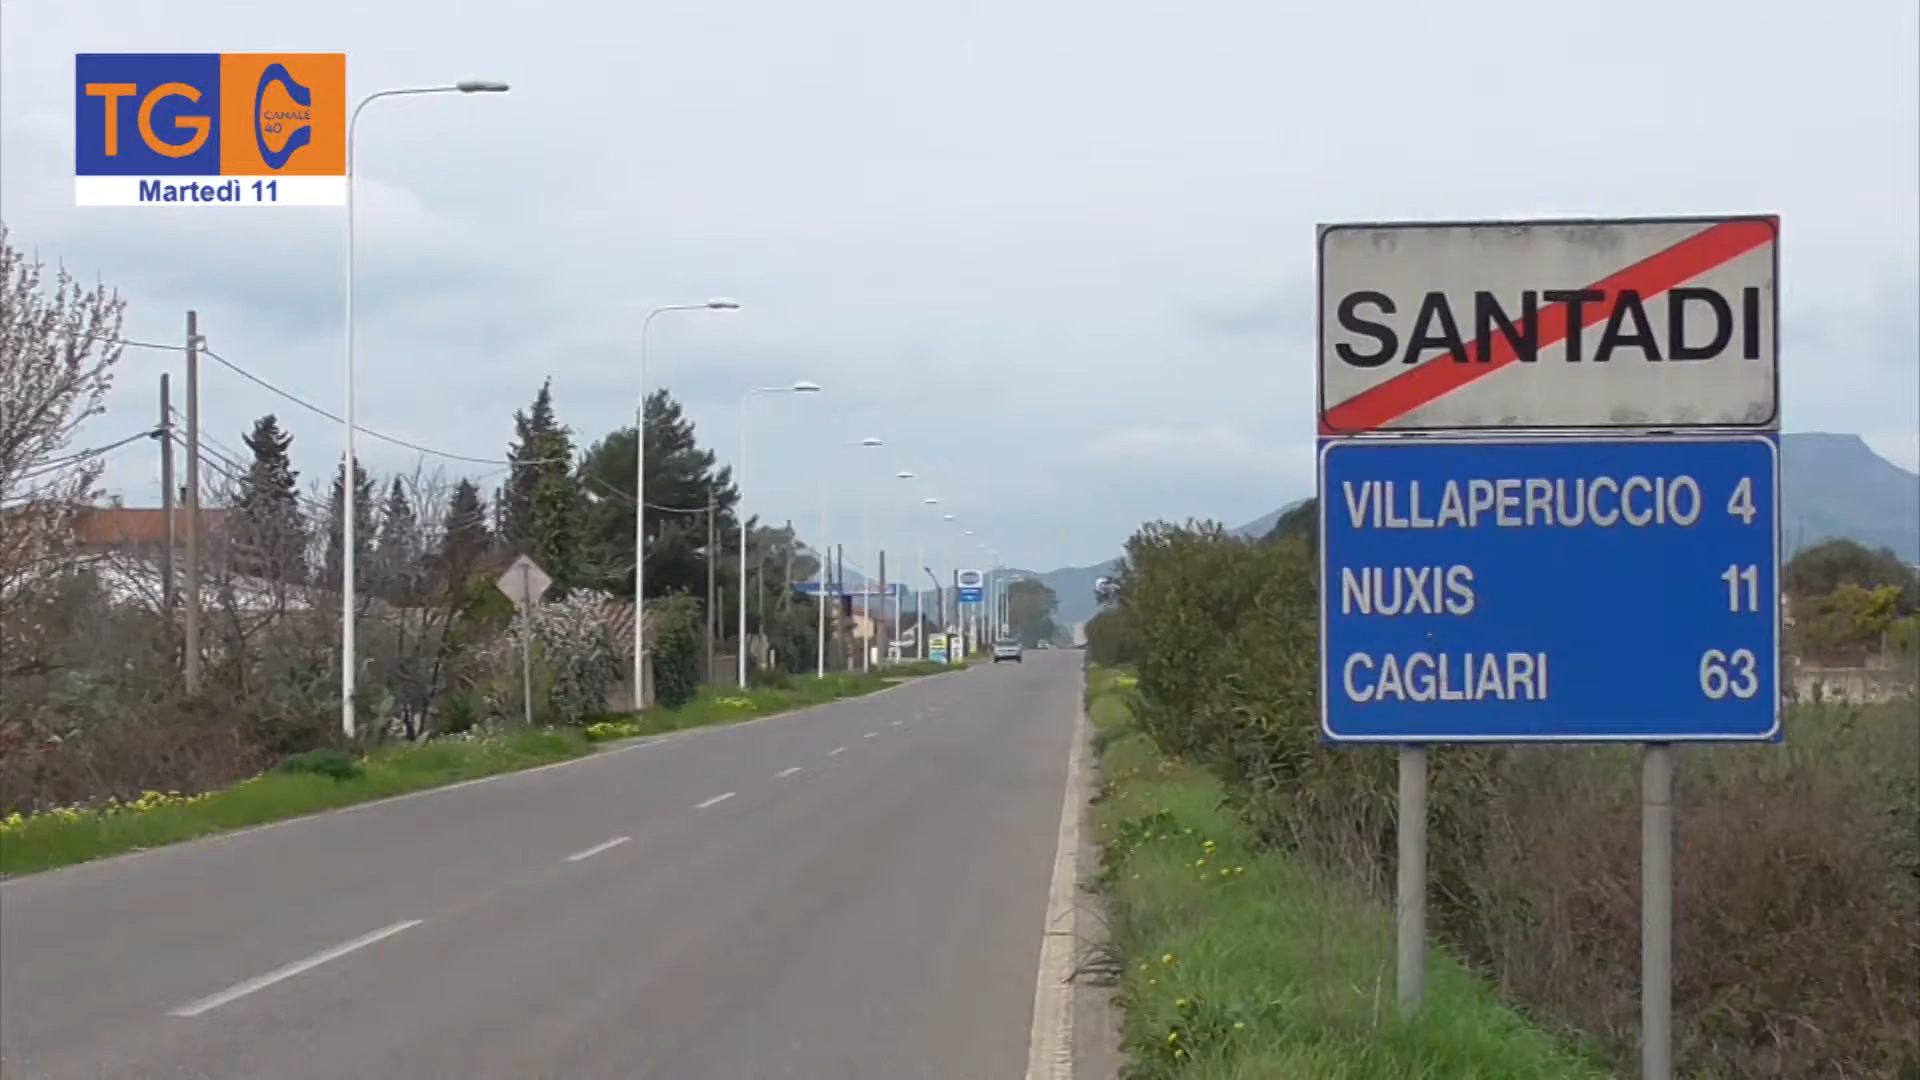 TG
CANALE
40
Martedì 11
SANTADI
VILLAPERUCCIO 4
NUXIS 11
CAGLIARI 63